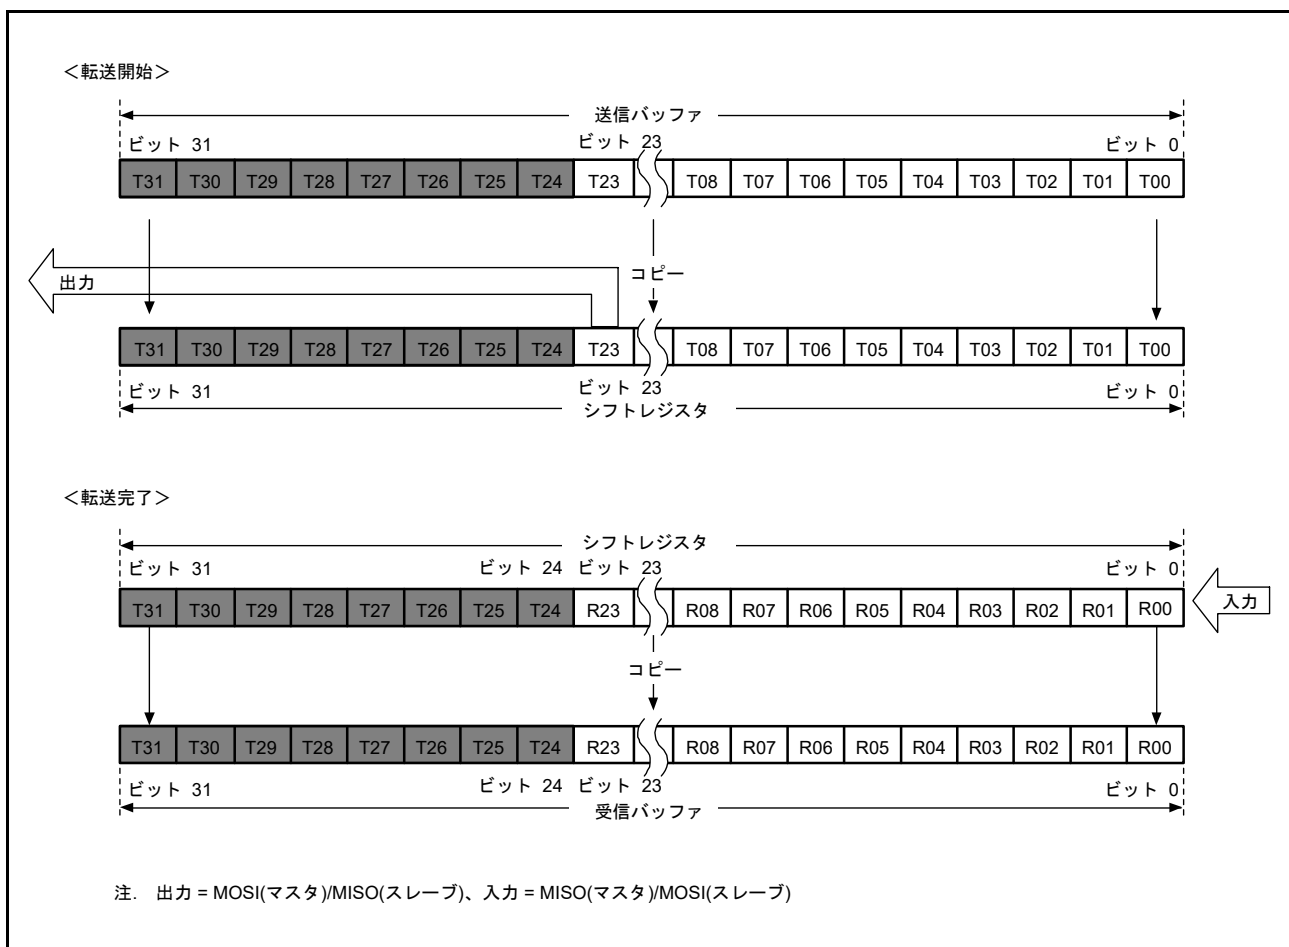 ＜転送開始＞
送信バッファ
ビット 31 ビット 23 ビット 0
T31 T30 T29 T28 T27 T26 T25 T24 T23 T08 T07 T06 T05 T04 T03 T02 T01 T00
出力 コピー
T31 T30 T29 T28 T27 T26 T25 T24 T23 T08 T07 T06 T05 T04 T03 T02 T01 T00
ビット 31 ビット 23 ビット 0
シフトレジスタ
＜転送完了＞
シフトレジスタ
ビット 31 ビット 24 ビット 23 ビット 0
T31 T30 T29 T28 T27 T26 T25 T24 R23 R08 R07 R06 R05 R04 R03 R02 R01 R00 入力
コピー
T31 T30 T29 T28 T27 T26 T25 T24 R23 R08 R07 R06 R05 R04 R03 R02 R01 R00
ビット 31 ビット 24 ビット 23 ビット 0
受信バッファ
注. 出力 = MOSI(マスタ)/MISO(スレーブ)、入力 = MISO(マスタ)/MOSI(スレーブ)